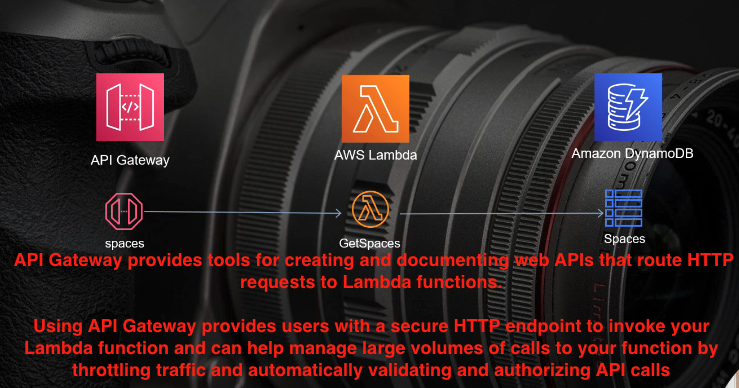 API Gateway
AWS Lambda
Amazon DynamoDB
spaces
GetSpaces
Spaces
API Gateway provides tools for creating and documenting web APIs that route HTTP
requests to Lambda functions.
Using API Gateway provides users with a secure HTTP endpoint to invoke your
Lambda function and can help manage large volumes of calls to your function by
throttling traffic and automatically validating and authorizing API calls